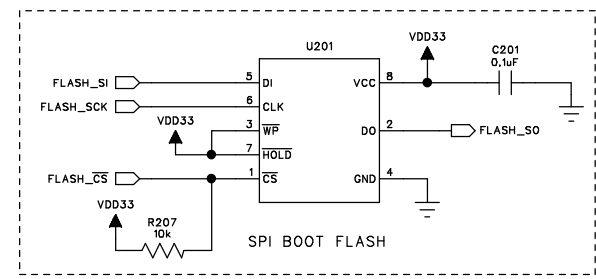 U201
VDD33
C201
0.1uF
FLASH_SI
5
DI
VCC
8
FLASH_SCK
6
CLK
VDD33
3
WP
DO
2
FLASH_SO
7
HOLD
FLASH_CS
1
CS
GND
4
VDD33
R207
10k
SPI BOOT FLASH